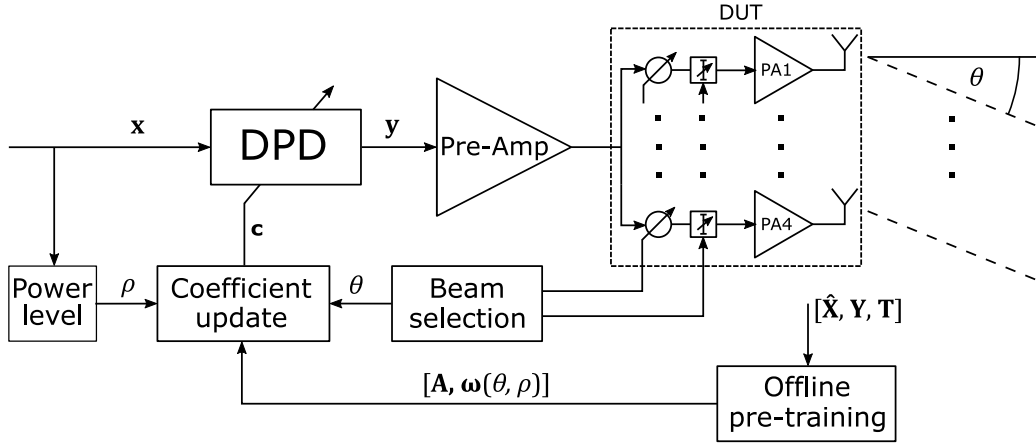 DUT
x
DPD
y
Pre-Amp
PA1
θ
PA4
c
Power
level
ρ
Coefficient
update
θ
Beam
selection
[X̂, Y, T]
[A, ω(θ, ρ)]
Offline
pre-training